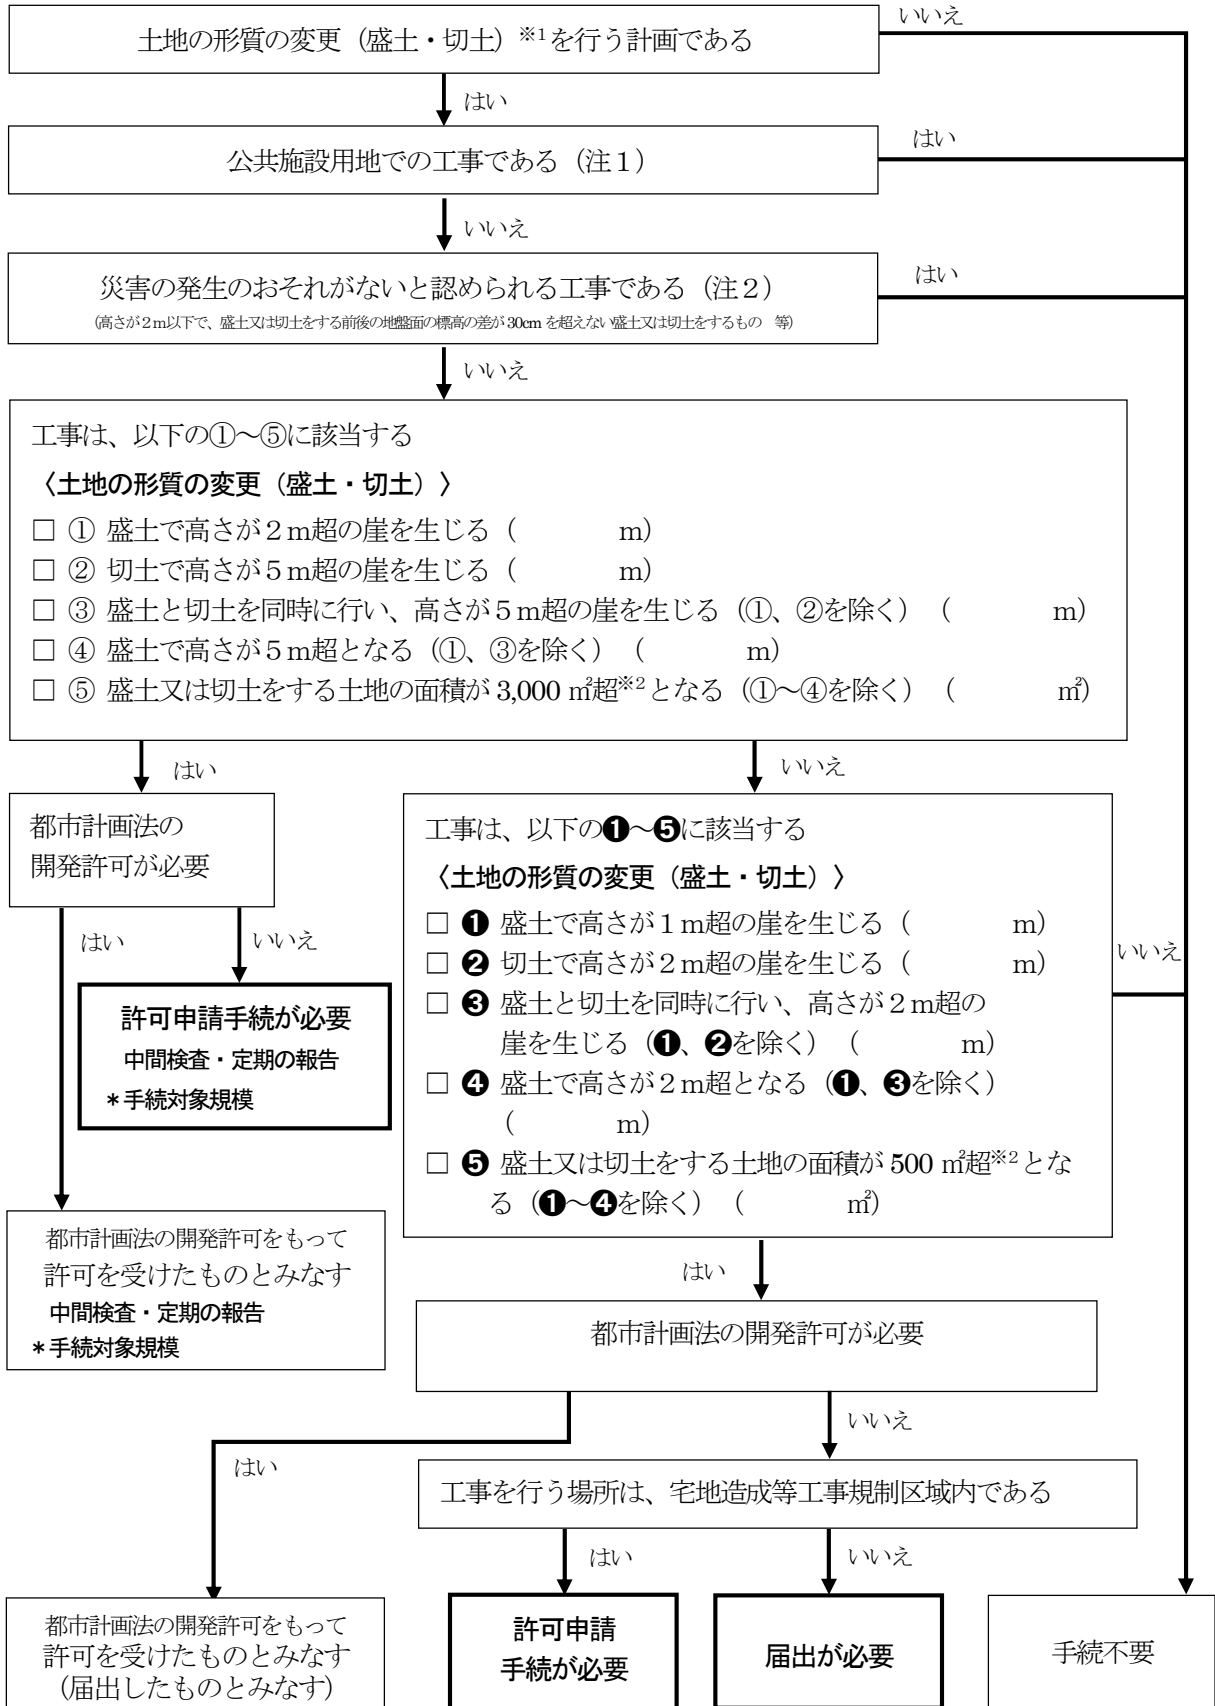 土地の形質の変更（盛土・切土）※1を行う計画である
いいえ
はい
公共施設用地での工事である（注１）
はい
いいえ
災害の発生のおそれがないと認められる工事である（注２）
（高さが２ｍ以下で、盛土又は切土をする前後の地盤面の標高の差が 30cm を超えない盛土又は切土をするもの　等）
はい
いいえ
工事は、以下の①～⑤に該当する
〈土地の形質の変更（盛土・切土）〉
□ ① 盛土で高さが２ｍ超の崖を生じる（　　　　ｍ）
□ ② 切土で高さが５ｍ超の崖を生じる（　　　　ｍ）
□ ③ 盛土と切土を同時に行い、高さが５ｍ超の崖を生じる（①、②を除く）（　　　　ｍ）
□ ④ 盛土で高さが５ｍ超となる（①、③を除く）（　　　　ｍ）
□ ⑤ 盛土又は切土をする土地の面積が 3,000 ㎡超※2となる（①～④を除く）（　　　　㎡）
はい
いいえ
都市計画法の
開発許可が必要
はい
いいえ
許可申請手続が必要
中間検査・定期の報告
＊手続対象規模
都市計画法の開発許可をもって
許可を受けたものとみなす
中間検査・定期の報告
＊手続対象規模
工事は、以下の❶～❺に該当する
〈土地の形質の変更（盛土・切土）〉
□ ❶ 盛土で高さが１ｍ超の崖を生じる（　　　　ｍ）
□ ❷ 切土で高さが２ｍ超の崖を生じる（　　　　ｍ）
□ ❸ 盛土と切土を同時に行い、高さが２ｍ超の
崖を生じる（❶、❷を除く）（　　　　ｍ）
□ ❹ 盛土で高さが２ｍ超となる（❶、❸を除く）
（　　　　ｍ）
□ ❺ 盛土又は切土をする土地の面積が 500 ㎡超※2とな
る（❶～❹を除く）（　　　　㎡）
いいえ
はい
都市計画法の開発許可が必要
はい
いいえ
工事を行う場所は、宅地造成等工事規制区域内である
はい
いいえ
都市計画法の開発許可をもって
許可を受けたものとみなす
（届出したものとみなす）
許可申請
手続が必要
届出が必要
手続不要